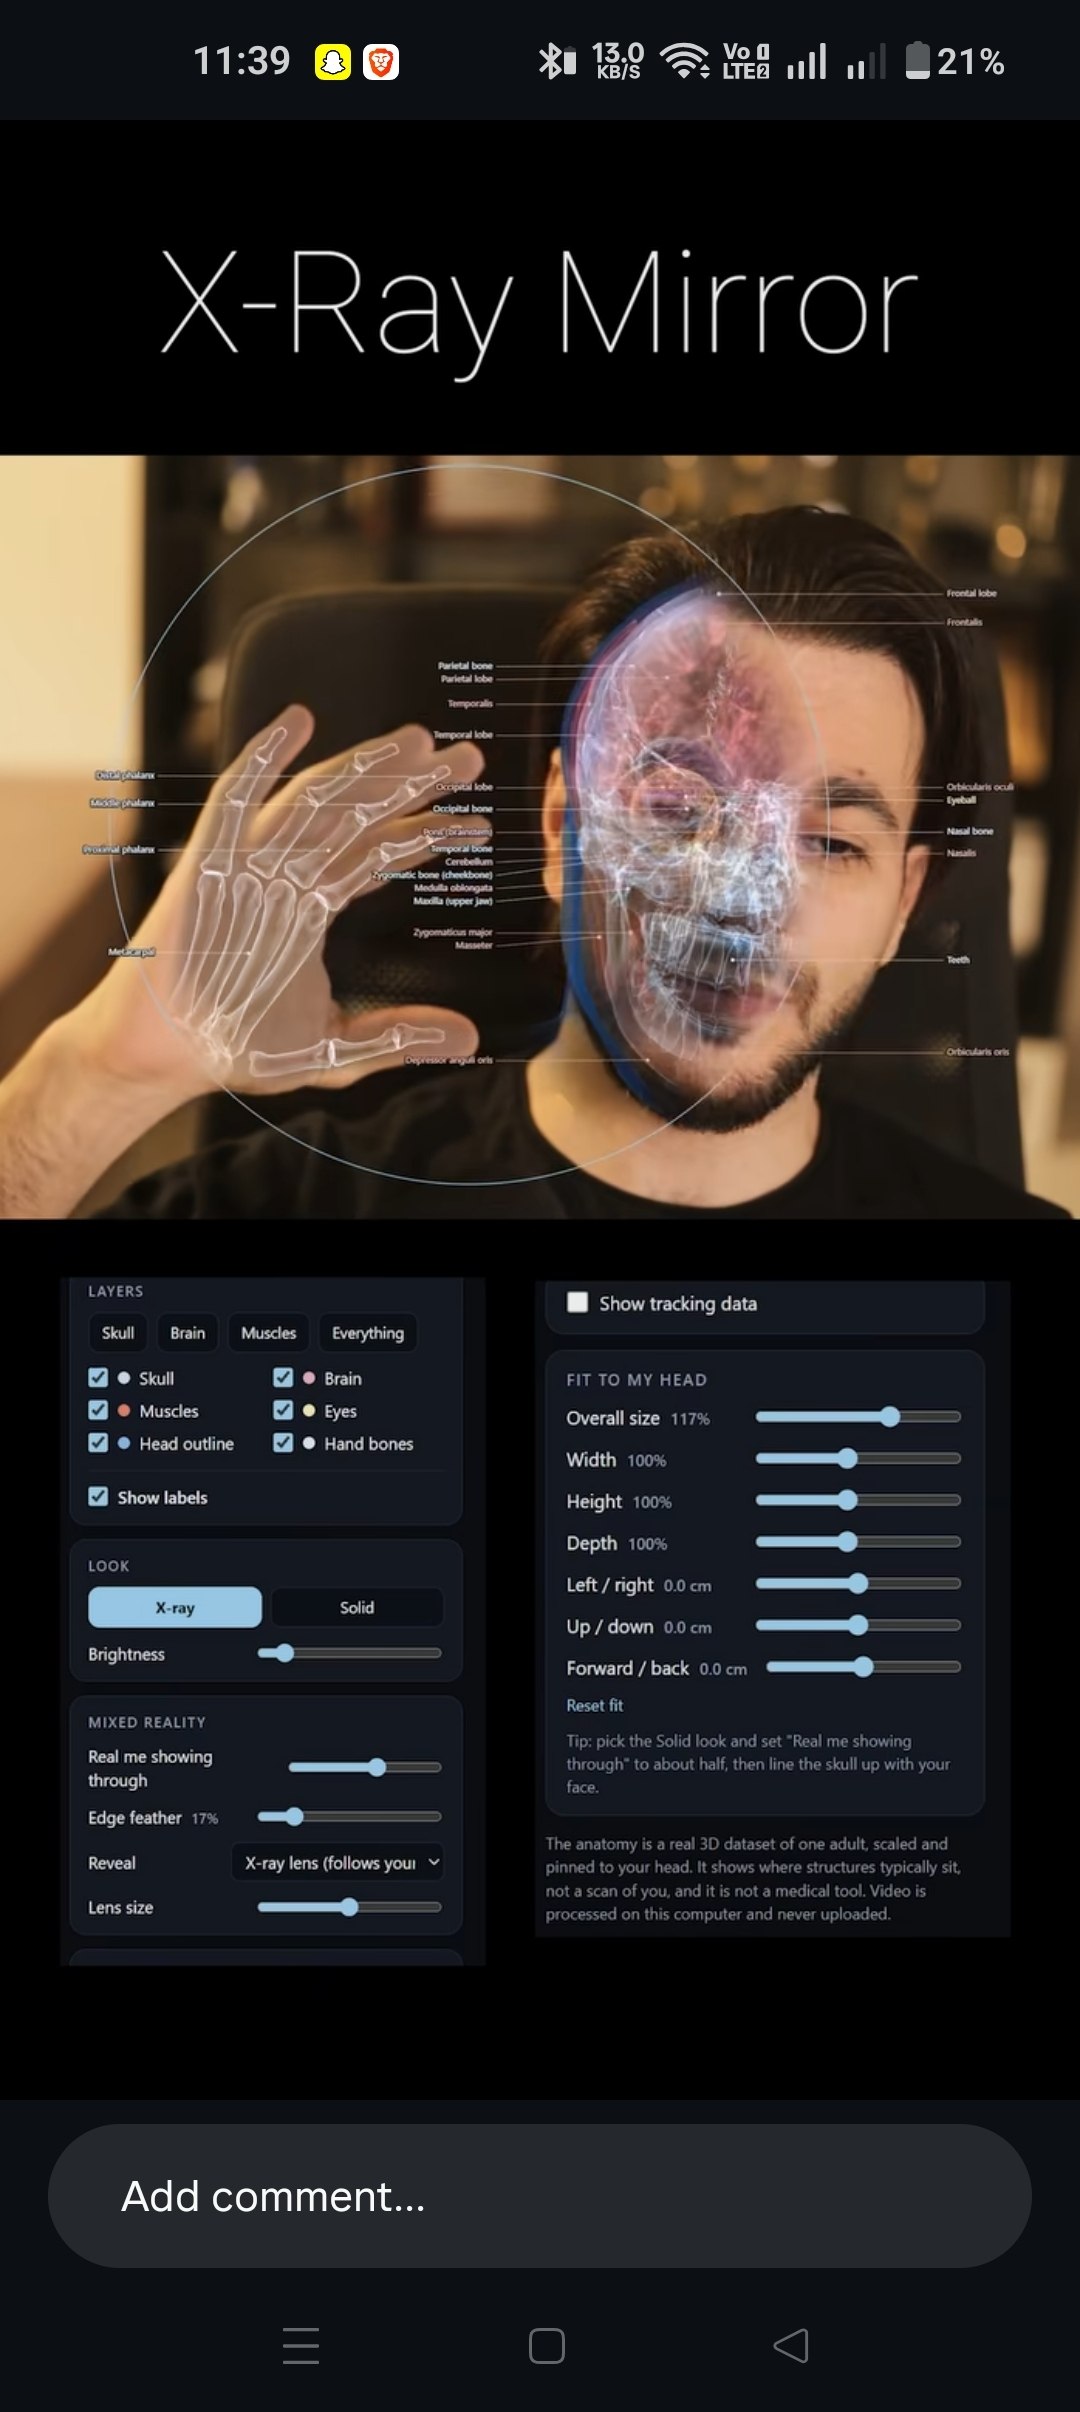 11:39
13.0
KB/S
Vo 1
LTE 2
21%
X-Ray Mirror
Frontal lobe
Frontalis
Parietal bone
Parietal lobe
Temporalis
Temporal lobe
Distal phalanx
Occipital lobe
Orbicularis oculi
Middle phalanx
Occipital bone
Eyeball
Pons (brainstem)
Nasal bone
Proximal phalanx
Temporal bone
Nasalis
Cerebellum
Zygomatic bone (cheekbone)
Medulla oblongata
Maxilla (upper jaw)
Zygomaticus major
Masseter
Metacarpal
Teeth
Depressor anguli oris
Orbicularis oris
LAYERS
Skull Brain Muscles Everything
Skull Brain
Muscles Eyes
Head outline Hand bones
Show labels
LOOK
X-ray Solid
Brightness
MIXED REALITY
Real me showing
through
Edge feather 17%
Reveal X-ray lens (follows your
Lens size
Show tracking data
FIT TO MY HEAD
Overall size 117%
Width 100%
Height 100%
Depth 100%
Left / right 0.0 cm
Up / down 0.0 cm
Forward / back 0.0 cm
Reset fit
Tip: pick the Solid look and set "Real me showing
through" to about half, then line the skull up with your
face.
The anatomy is a real 3D dataset of one adult, scaled and
pinned to your head. It shows where structures typically sit,
not a scan of you, and it is not a medical tool. Video is
processed on this computer and never uploaded.
Add comment...